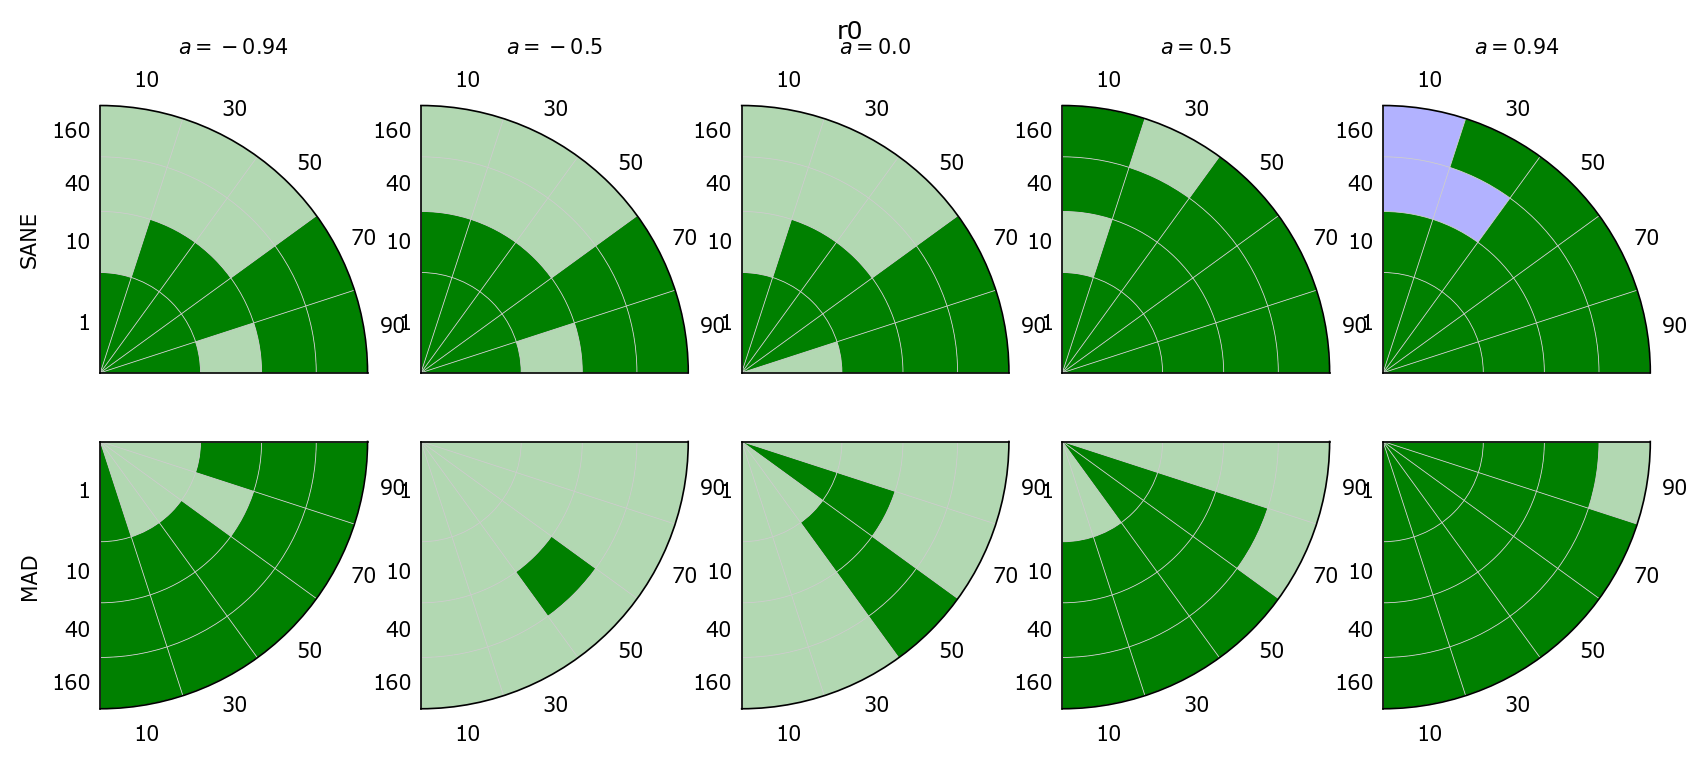 r0
a = −0.94 a = −0.5 a = 0.0 a = 0.5 a = 0.94
10 10 10 10 10
30 30 30 30 30
160 160 160 160 160
50 50 50 50 50
40 40 40 40 40
SANE
70 70 70 70 70
10 10 10 10 10
1 90 1 90 1 90 1 90 1 90
1 90 1 90 1 90 1 90 1 90
MAD
10 70 10 70 10 70 10 70 10 70
40 40 40 40 40
50 50 50 50 50
160 160 160 160 160
30 30 30 30 30
10 10 10 10 10